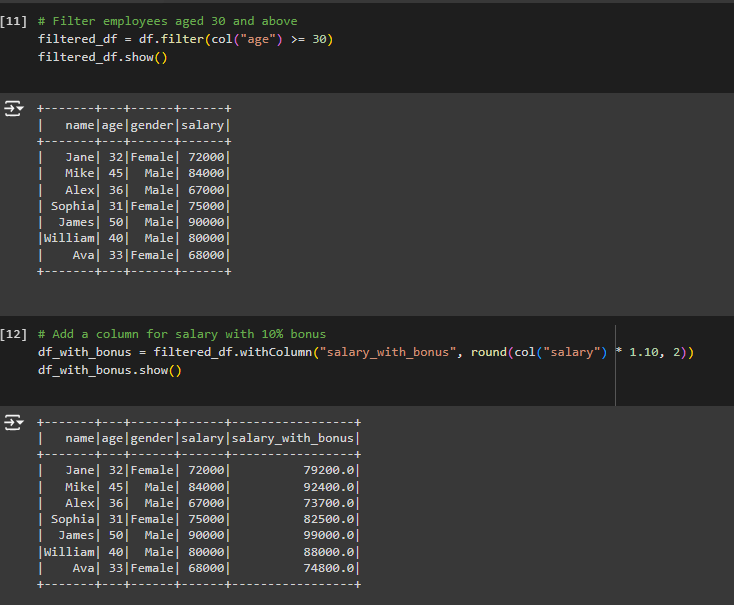 [11] # Filter employees aged 30 and above
filtered_df = df.filter(col("age") >= 30)
filtered_df.show()
+-------+---+------+------+
|   name|age|gender|salary|
+-------+---+------+------+
|   Jane| 32|Female| 72000|
|   Mike| 45|  Male| 84000|
|   Alex| 36|  Male| 67000|
| Sophia| 31|Female| 75000|
|  James| 50|  Male| 90000|
|William| 40|  Male| 80000|
|    Ava| 33|Female| 68000|
+-------+---+------+------+
[12] # Add a column for salary with 10% bonus
df_with_bonus = filtered_df.withColumn("salary_with_bonus", round(col("salary") * 1.10, 2))
df_with_bonus.show()
+-------+---+------+------+-----------------+
|   name|age|gender|salary|salary_with_bonus|
+-------+---+------+------+-----------------+
|   Jane| 32|Female| 72000|          79200.0|
|   Mike| 45|  Male| 84000|          92400.0|
|   Alex| 36|  Male| 67000|          73700.0|
| Sophia| 31|Female| 75000|          82500.0|
|  James| 50|  Male| 90000|          99000.0|
|William| 40|  Male| 80000|          88000.0|
|    Ava| 33|Female| 68000|          74800.0|
+-------+---+------+------+-----------------+